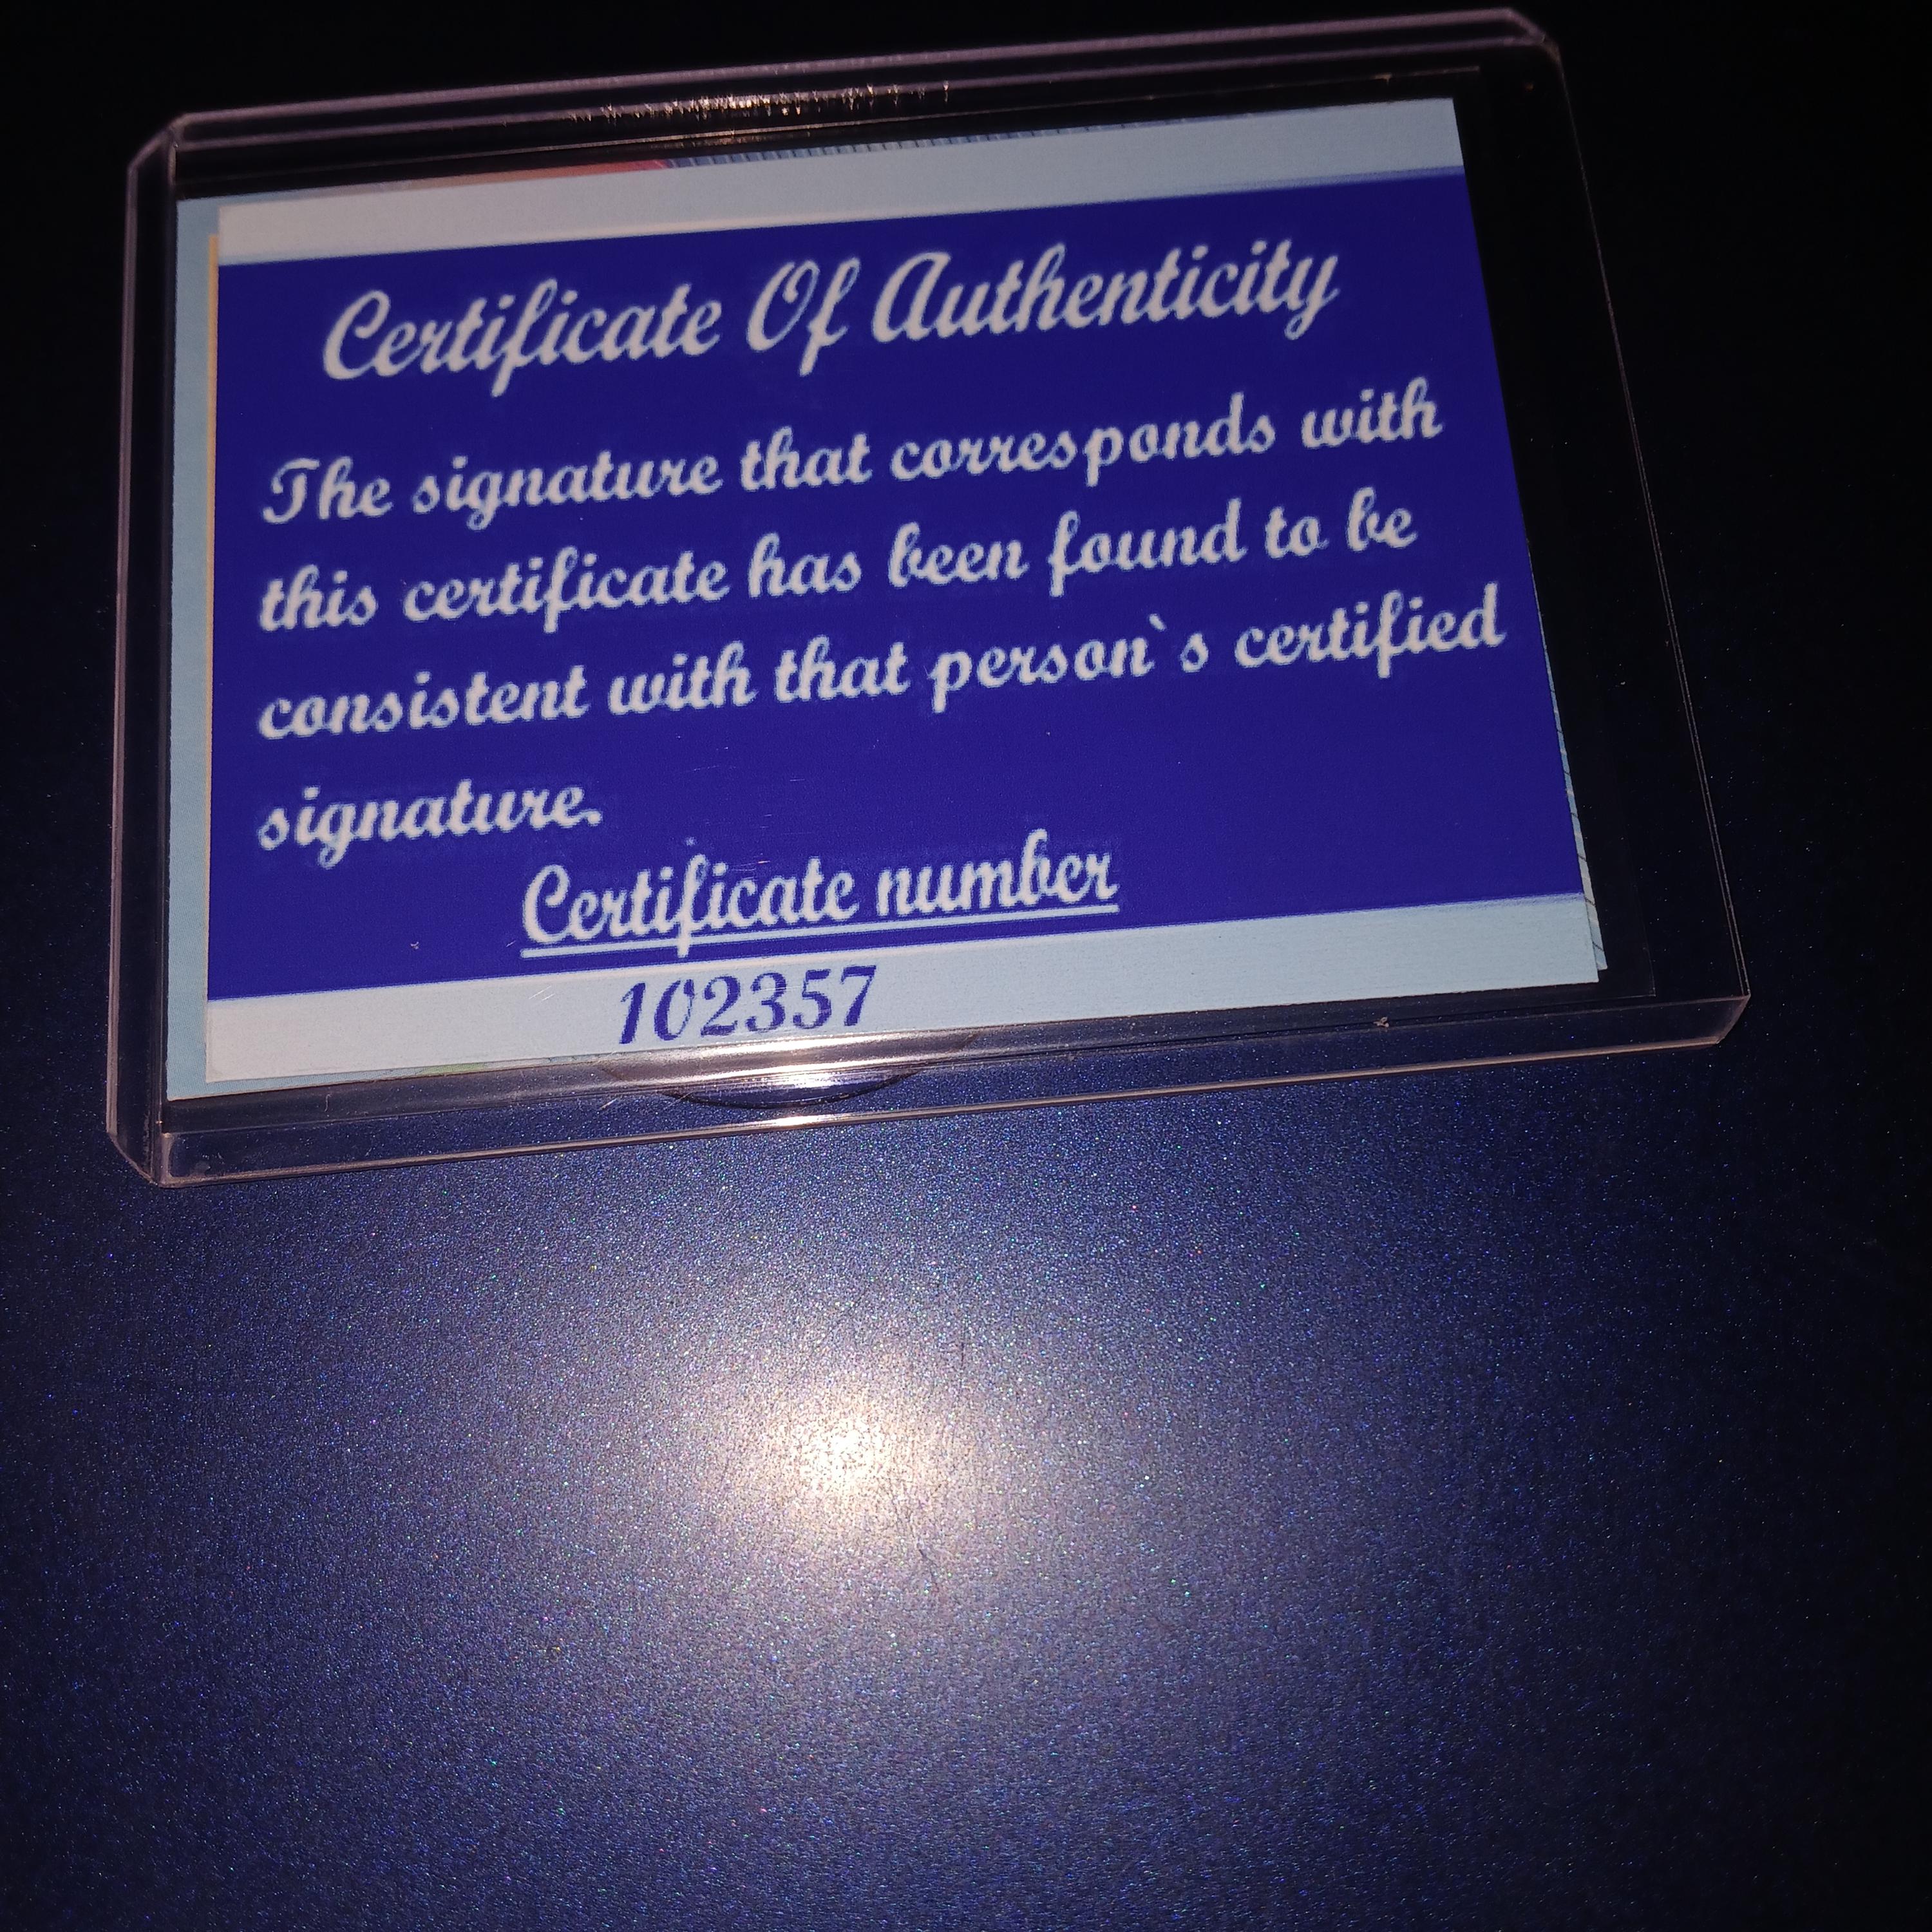 Certificate Of Authenticity
The signature that corresponds with
this certificate has been found to be
consistent with that person`s certified
signature.
Certificate number
102357